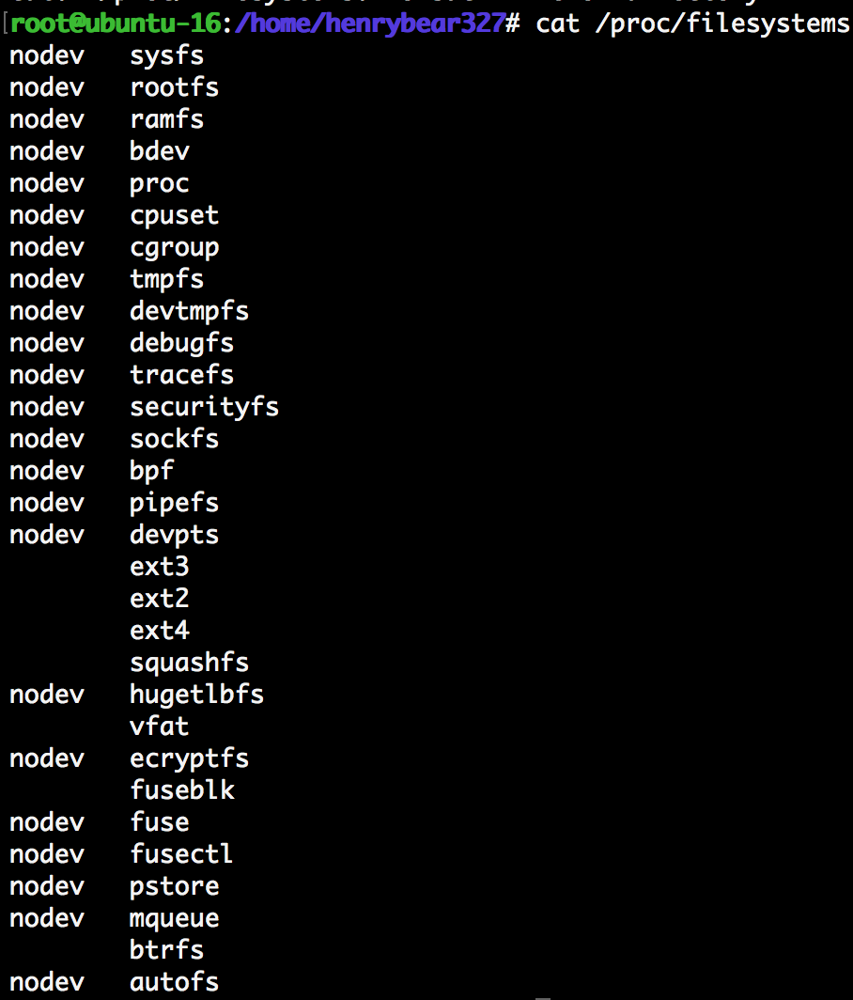 root@ubuntu-16:/home/henrybear327# cat /proc/filesystems
nodev   sysfs
nodev   rootfs
nodev   ramfs
nodev   bdev
nodev   proc
nodev   cpuset
nodev   cgroup
nodev   tmpfs
nodev   devtmpfs
nodev   debugfs
nodev   tracefs
nodev   securityfs
nodev   sockfs
nodev   bpf
nodev   pipefs
nodev   devpts
        ext3
        ext2
        ext4
        squashfs
nodev   hugetlbfs
        vfat
nodev   ecryptfs
        fuseblk
nodev   fuse
nodev   fusectl
nodev   pstore
nodev   mqueue
        btrfs
nodev   autofs